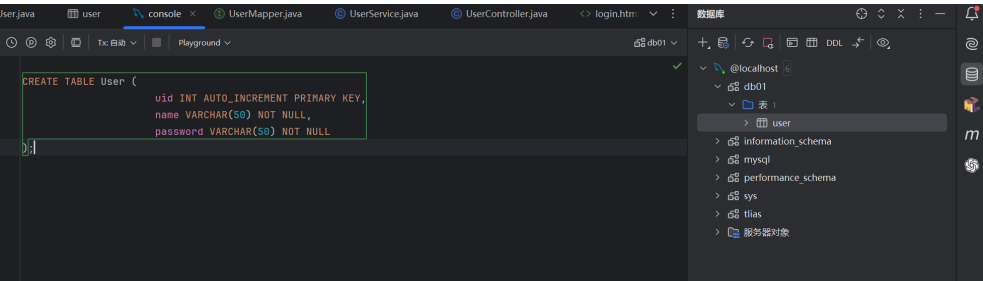 User.java user console × UserMapper.java UserService.java UserController.java <> login.htm 数据库
Tx: 自动 Playground db01 DDL
CREATE TABLE User (
uid INT AUTO_INCREMENT PRIMARY KEY,
name VARCHAR(50) NOT NULL,
password VARCHAR(50) NOT NULL
);
@localhost 6
db01
表 1
user
information_schema
mysql
performance_schema
sys
tlias
服务器对象
m